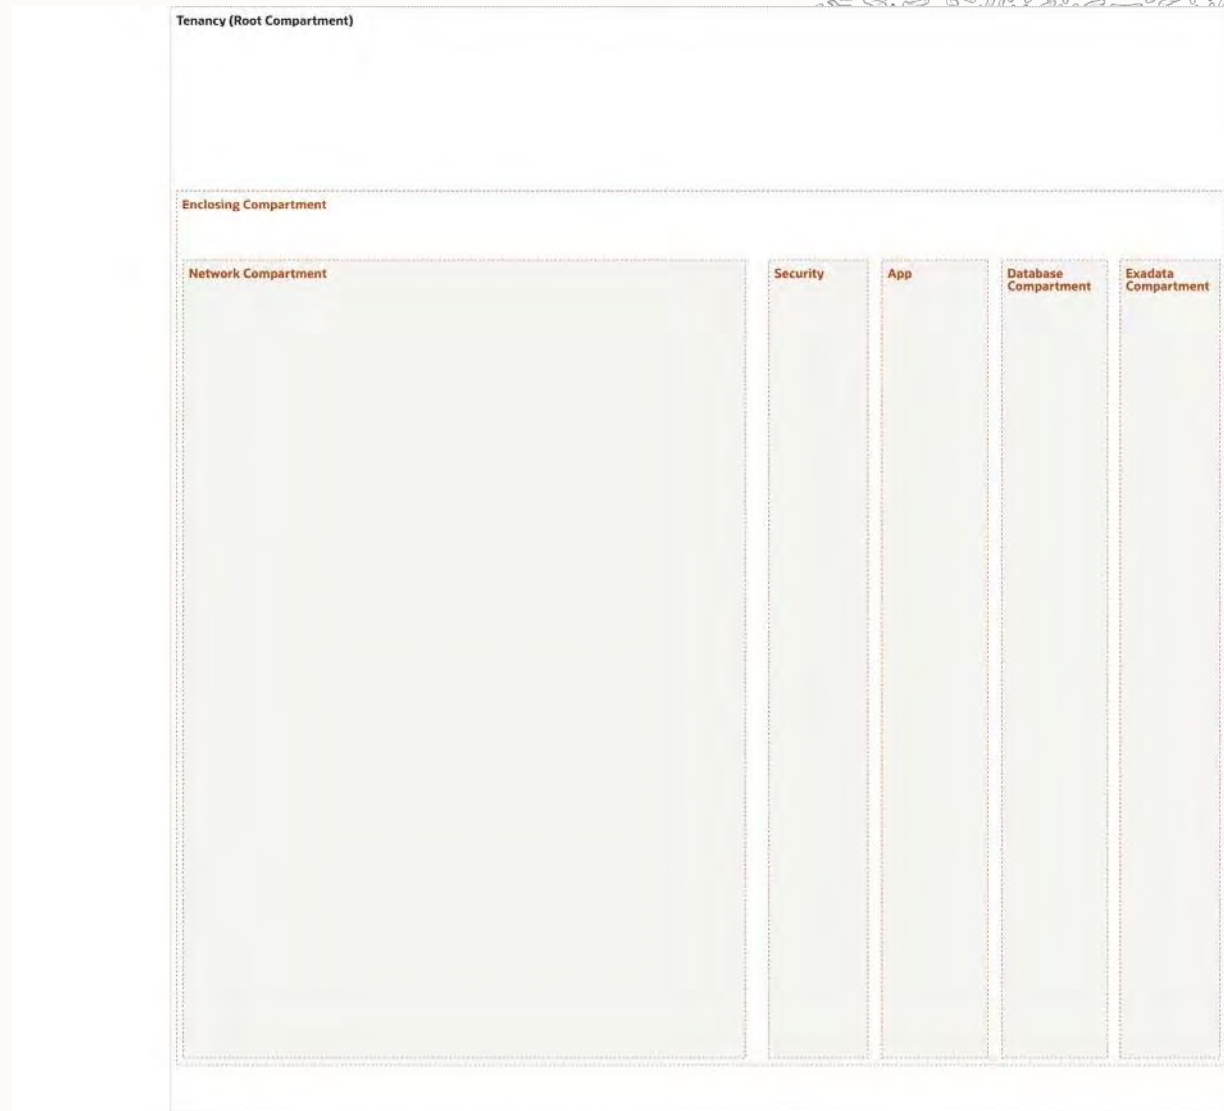 Tenancy (Root Compartment)
Enclosing Compartment
Network Compartment
Security
App
Database
Compartment
Exadata
Compartment